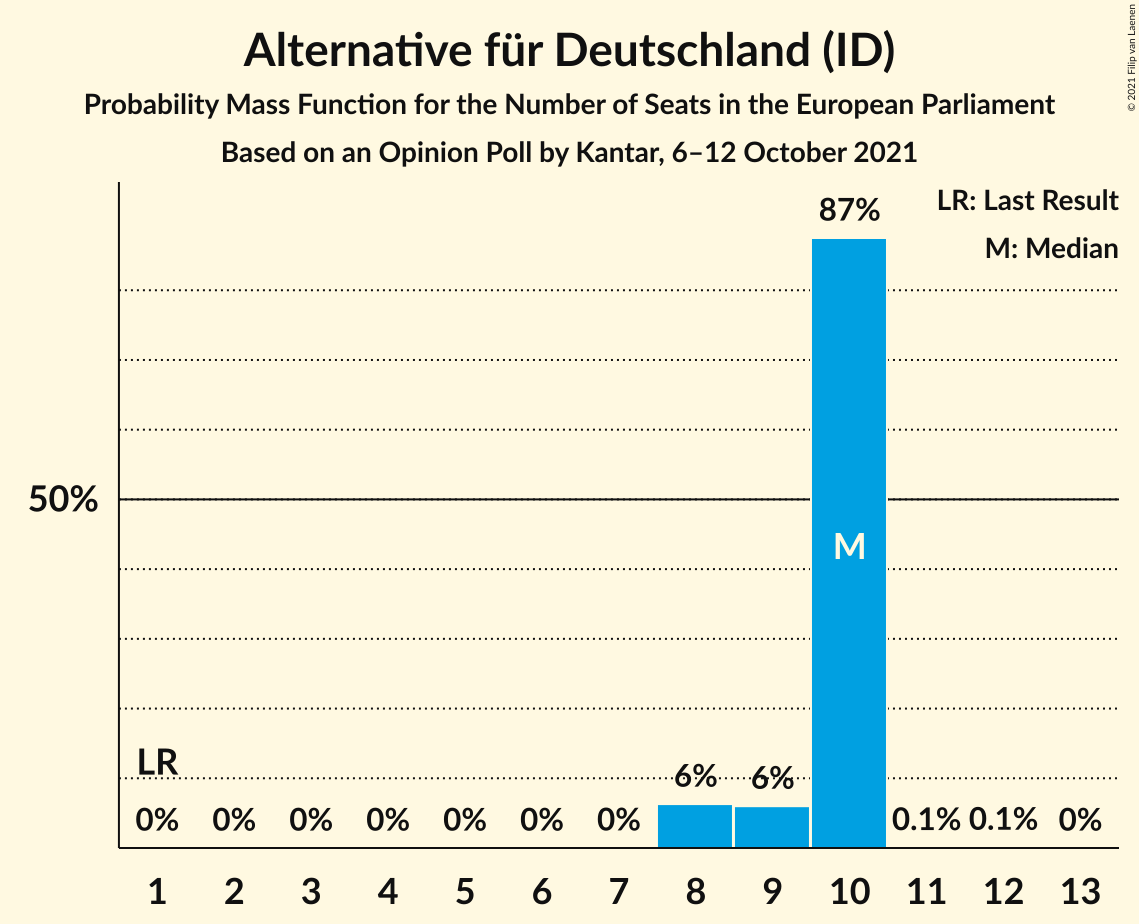 Alternative für Deutschland (ID)
Probability Mass Function for the Number of Seats in the European Parliament
Based on an Opinion Poll by Kantar, 6–12 October 2021
© 2021 Filip van Laenen
LR: Last Result
M: Median
87%
50%
M
LR
0% 0% 0% 0% 0% 0% 0% 6% 6% 0.1% 0.1% 0%
1 2 3 4 5 6 7 8 9 10 11 12 13